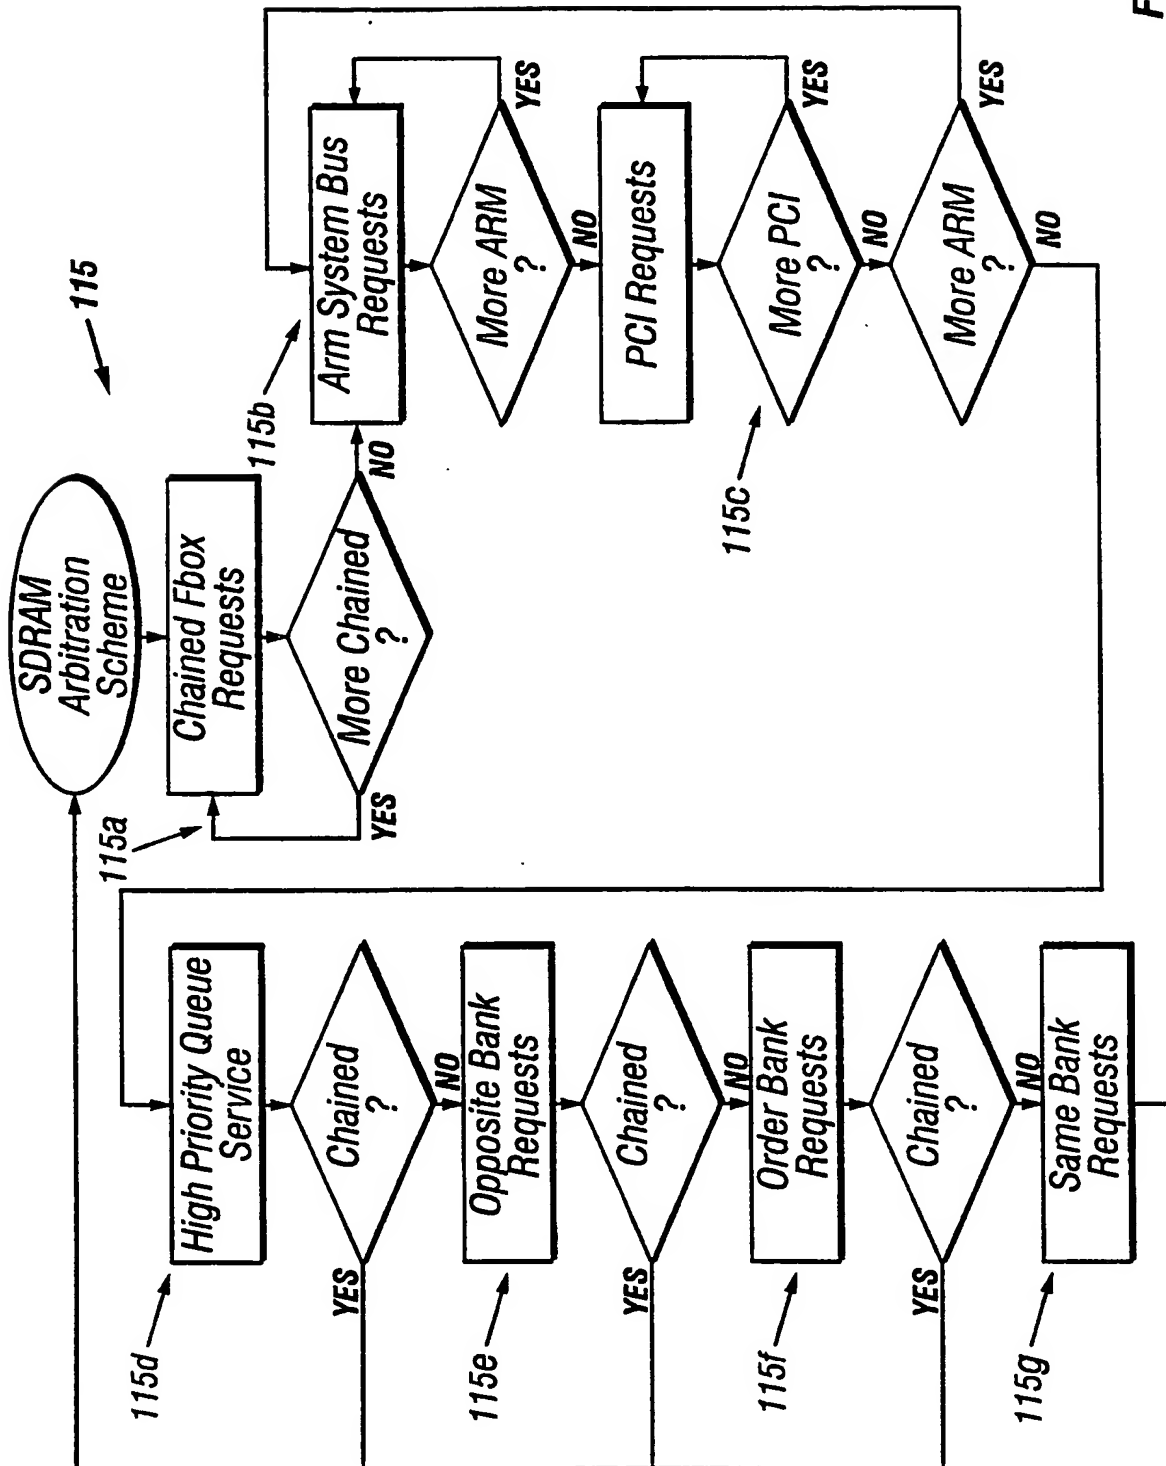 SDRAM
Arbitration
Scheme
115
115a
Chained Fbox
Requests
More Chained
?
YES
NO
115b
Arm System Bus
Requests
More ARM
?
YES
NO
PCI Requests
115c
More PCI
?
YES
NO
More ARM
?
YES
NO
115d
High Priority Queue
Service
Chained
?
YES
NO
115e
Opposite Bank
Requests
Chained
?
YES
NO
115f
Order Bank
Requests
Chained
?
YES
NO
115g
Same Bank
Requests
F